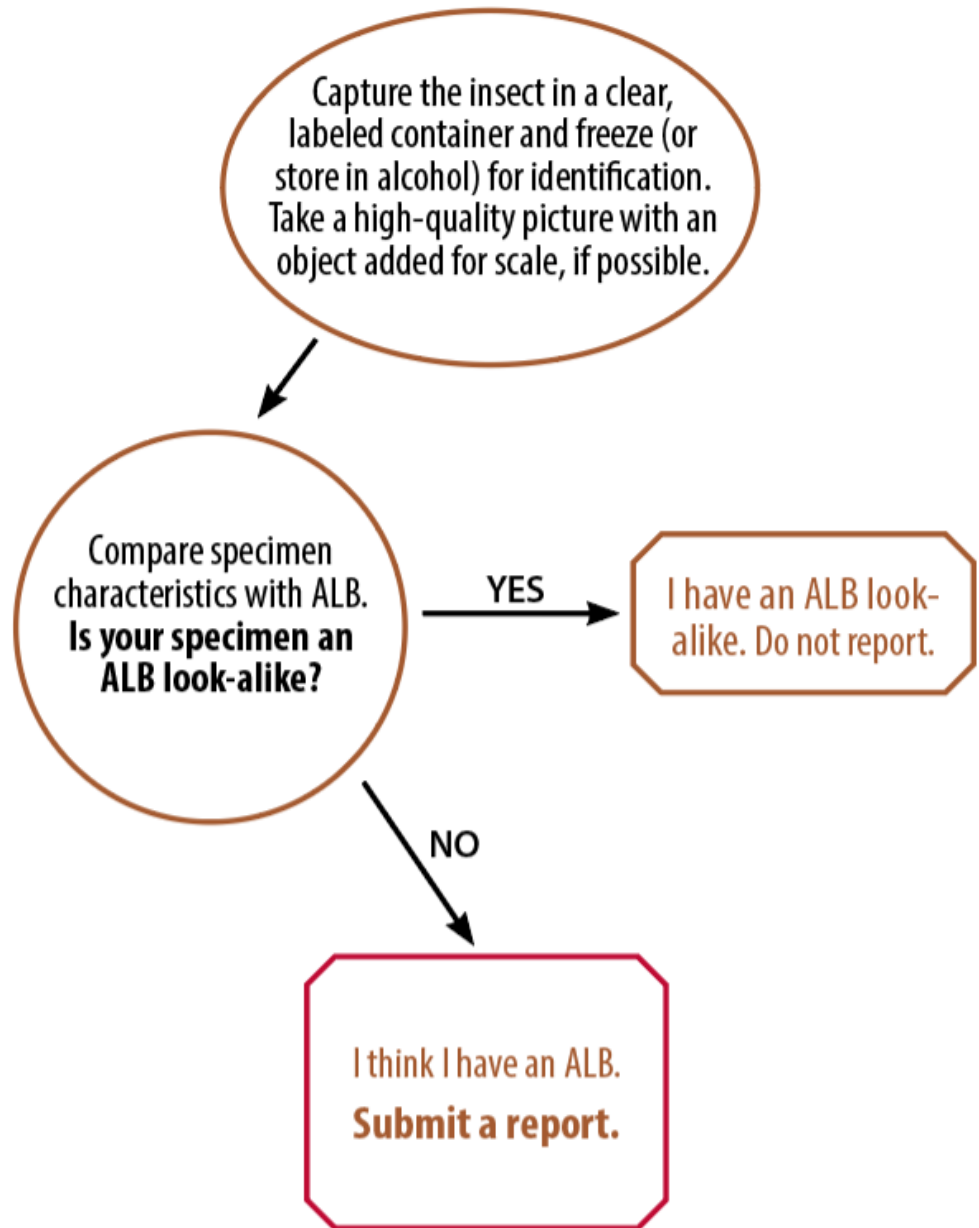 Capture the insect in a clear,
labeled container and freeze (or
store in alcohol) for identification.
Take a high-quality picture with an
object added for scale, if possible.
Compare specimen
characteristics with ALB.
Is your specimen an
ALB look-alike?
YES
I have an ALB look-
alike. Do not report.
NO
I think I have an ALB.
Submit a report.